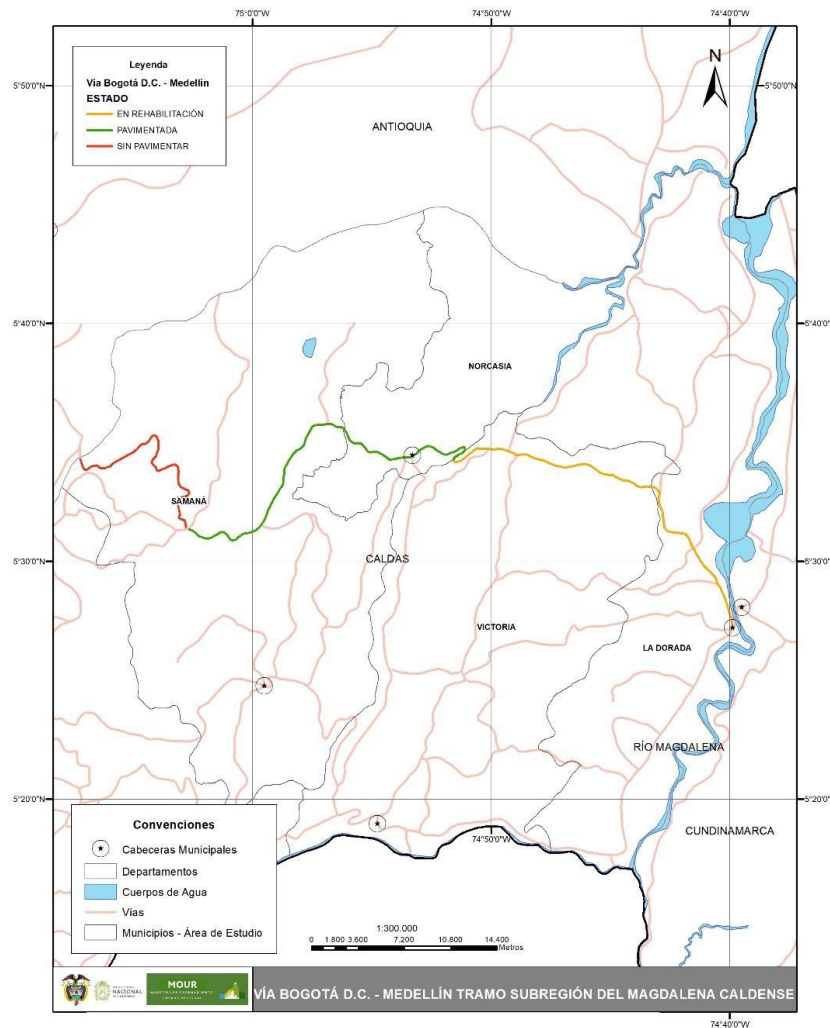 75°0'0"W
74°50'0"W
74°40'0"W
Leyenda
Vía Bogotá D.C. - Medellín
ESTADO
EN REHABILITACIÓN
PAVIMENTADA
SIN PAVIMENTAR
N
5°50'0"N
5°50'0"N
ANTIOQUIA
5°40'0"N
5°40'0"N
NORCASIA
SAMANÁ
5°30'0"N
5°30'0"N
CALDAS
VICTORIA
LA DORADA
RÍO MAGDALENA
5°20'0"N
5°20'0"N
CUNDINAMARCA
74°50'0"W
Convenciones
Cabeceras Municipales
Departamentos
Cuerpos de Agua
Vías
Municipios - Área de Estudio
1:300.000
0 1.800 3.600 7.200 10.800 14.400
Metros
NACIONAL
MOUR
VÍA BOGOTÁ D.C. - MEDELLÍN TRAMO SUBREGIÓN DEL MAGDALENA CALDENSE
74°40'0"W